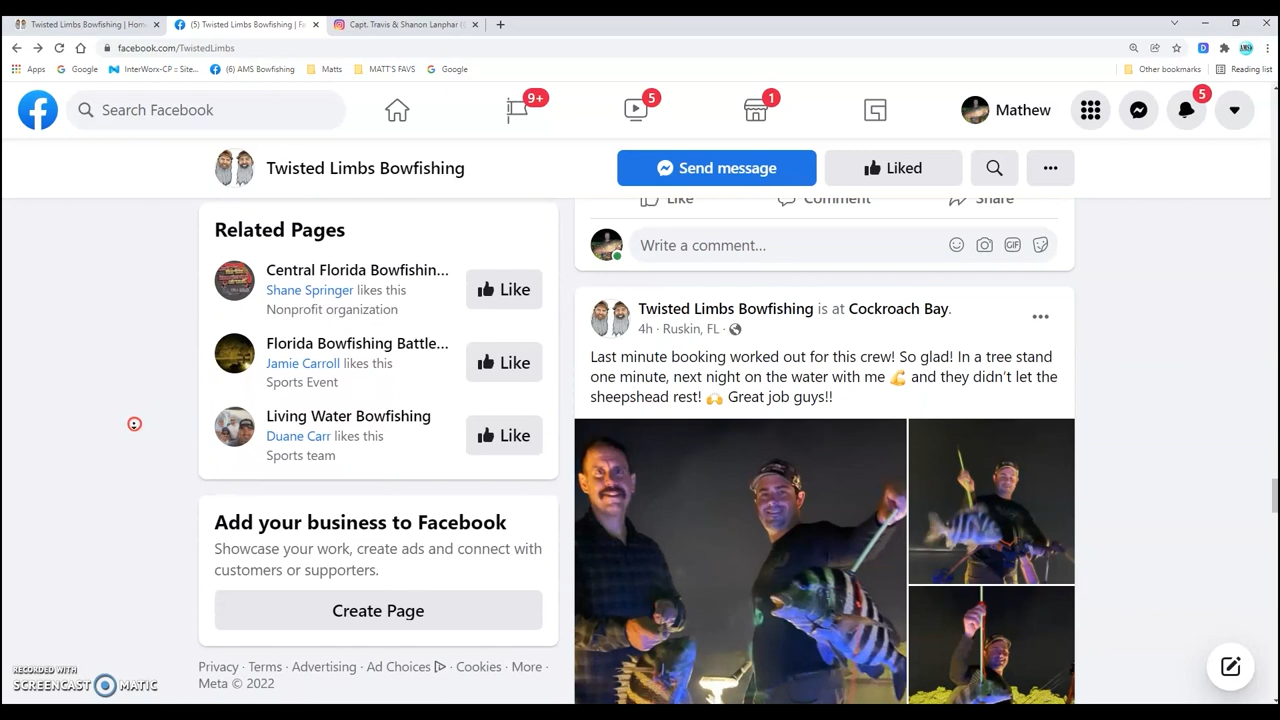 Twisted Limbs Bowfishing | Hom
(5) Twisted Limbs Bowfishing | Fa
Capt. Travis & Shanon Lanphar (
facebook.com/TwistedLimbs
Apps
Google
InterWorx-CP :: Site...
(6) AMS Bowfishing
Matts
MATT'S FAVS
Google
Other bookmarks
Reading list
Search Facebook
9+
5
1
Mathew
5
Twisted Limbs Bowfishing
Send message
Liked
Related Pages
Central Florida Bowfishin...
Shane Springer likes this
Nonprofit organization
Like
Florida Bowfishing Battle...
Jamie Carroll likes this
Sports Event
Like
Living Water Bowfishing
Duane Carr likes this
Sports team
Like
Add your business to Facebook
Showcase your work, create ads and connect with
customers or supporters.
Create Page
Privacy · Terms · Advertising · Ad Choices · Cookies · More ·
Meta © 2022
Like
Comment
Share
Write a comment...
GIF
Twisted Limbs Bowfishing is at Cockroach Bay.
4h · Ruskin, FL ·
Last minute booking worked out for this crew! So glad! In a tree stand
one minute, next night on the water with me 💪 and they didn't let the
sheepshead rest! 🙌 Great job guys!!
RECORDED WITH
SCREENCAST MATIC